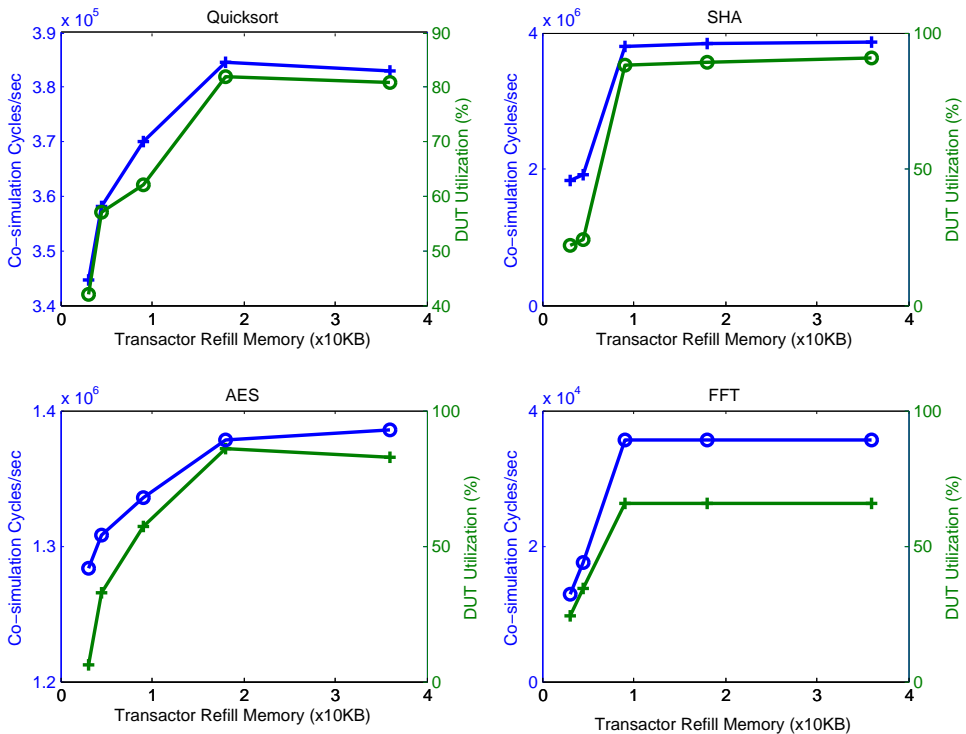 Quicksort
x 10^5
3.9
3.8
3.7
3.6
3.5
3.4
Co−simulation Cycles/sec
90
80
70
60
50
40
DUT Utilization (%)
0 1 2 3 4
Transactor Refill Memory (x10KB)
SHA
x 10^6
4
2
0
Co−simulation Cycles/sec
100
50
0
DUT Utilization (%)
0 1 2 3 4
Transactor Refill Memory (x10KB)
AES
x 10^6
1.4
1.3
1.2
Co−simulation Cycles/sec
100
50
0
DUT Utilization (%)
0 1 2 3 4
Transactor Refill Memory (x10KB)
FFT
x 10^4
4
2
0
Co−simulation Cycles/sec
100
50
0
DUT Utilization (%)
0 1 2 3 4
Transactor Refill Memory (x10KB)